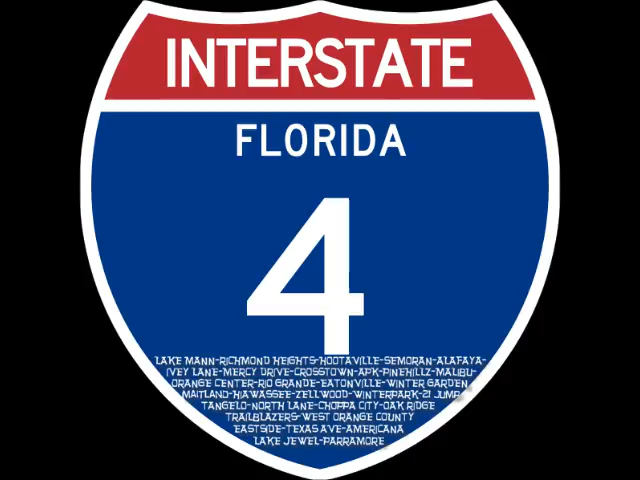 INTERSTATE
FLORIDA
4
LAKE MANN-RICHMOND HEIGHTS-HOOTAVILLE-SEMORAN-ALAFAYA-
IVEY LANE-MERCY DRIVE-CROSSTOWN-APK-PINEHILLZ-MALIBU-
ORANGE CENTER-RIO GRANDE-EATONVILLE-WINTER GARDEN
MAITLAND-HIAWASSEE-ZELLWOOD-WINTERPARK-21 JUMP
TANGELO-NORTH LANE-CHOPPA CITY-OAK RIDGE
TRAILBLAZERS-WEST ORANGE COUNTY
EASTSIDE-TEXAS AVE-AMERICANA
LAKE JEWEL-PARRAMORE